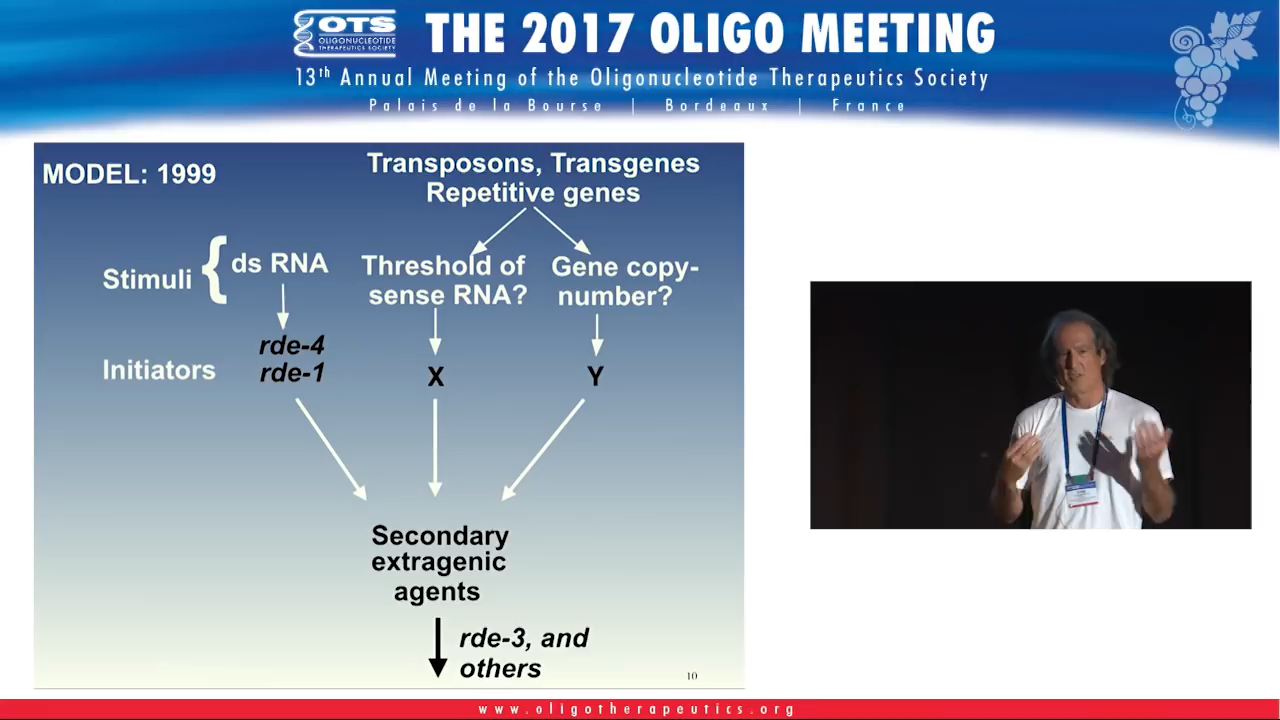 OTS
OLIGONUCLEOTIDE
THERAPEUTICS SOCIETY
THE 2017 OLIGO MEETING
13th Annual Meeting of the Oligonucleotide Therapeutics Society
Palais de la Bourse | Bordeaux | France
MODEL: 1999
Transposons, Transgenes
Repetitive genes
Stimuli { ds RNA
Threshold of
sense RNA?
Gene copy-
number?
Initiators
rde-4
rde-1
X
Y
Secondary
extragenic
agents
rde-3, and
others
10
www.oligotherapeutics.org